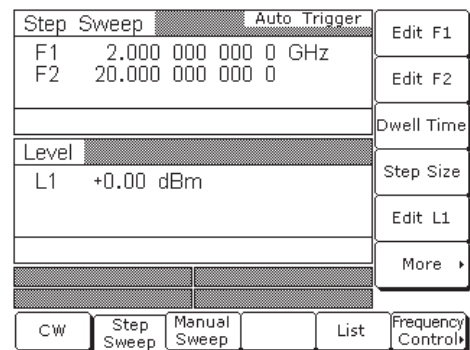 Step Sweep Auto Trigger
F1 2.000 000 000 0 GHz
F2 20.000 000 000 0
Level
L1 +0.00 dBm
Edit F1
Edit F2
Dwell Time
Step Size
Edit L1
More
CW
Step
Sweep
Manual
Sweep
List
Frequency
Control